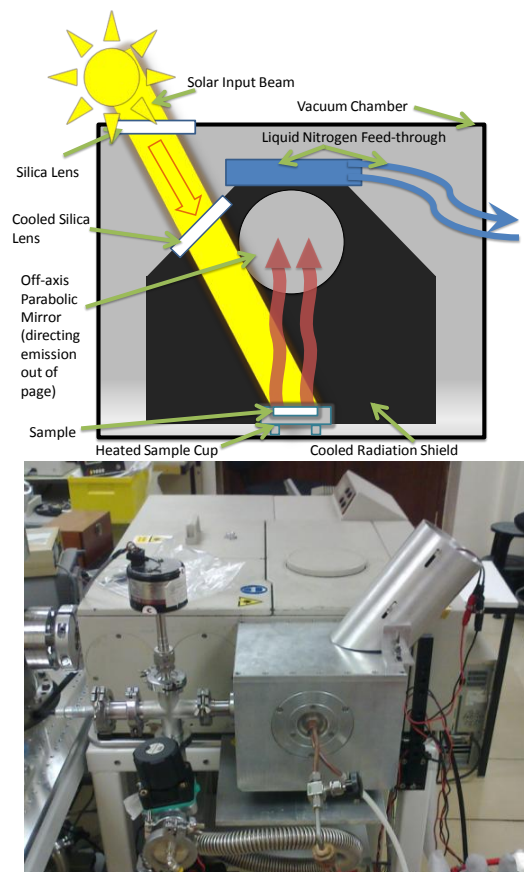 Solar Input Beam
Vacuum Chamber
Liquid Nitrogen Feed-through
Silica Lens
Cooled Silica
Lens
Off-axis
Parabolic
Mirror
(directing
emission
out of
page)
Sample
Heated Sample Cup
Cooled Radiation Shield